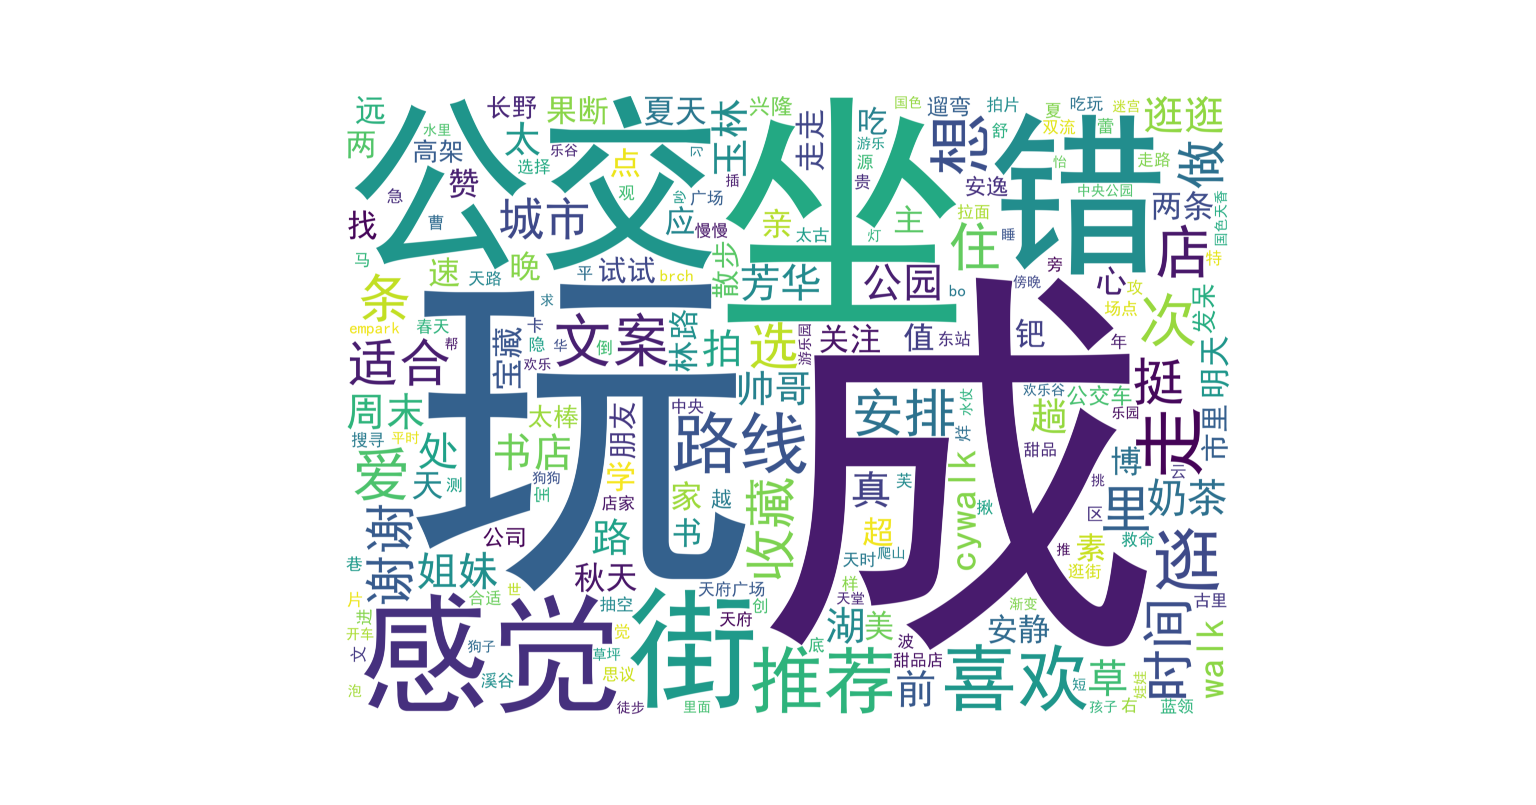 远
长野
果断
夏天
玉林
兴隆
走走
吃
国色
遛弯
拍片
夏
吃玩
迷宫
逛逛
两
水里
高架
太
乐谷
选择
公交
点
坐
游乐
源
想
舒
双流
蕾
错
怡
走路
做
急
赞
插
贵
安逸
中央公园
找
曹
城市
观
应
广场
慢慢
亲
太古
主
灯
拉面
住
睡
两条
国色天香
马
速
天路
晚
平
试试
brch
散步
芳华
公园
bo
傍晚
旁
心
攻
店
特
条
求
场点
次
发呆
empark
春天
卡
帮
宝藏
隐
华
欢乐
文案
倒
林路
拍
选
游乐园
关注
值
东站
钯
年
适合
玩
成
挺
明天
周末
太棒
朋友
中央
帅哥
安排
水仗
欢乐谷
趟
公交车
乐园
搜寻
平时
处
书店
路线
烊
甜品
走
市里
爱
天
测
狗狗
宝
学
店家
家
越
收藏
真
芙
cywalk
揪
博
云
挑
里
奶茶
区
谢谢
公司
路
书
超
天时
爬山
推
素
救命
逛街
逛
巷
姐妹
秋天
天府广场
样
天堂
片
合适
世
抽空
创
天府
湖
美
渐变
古里
进
开车
感觉
觉
街
底
波
安静
时间
walk
文
狗子
草坪
思议
甜品店
泡
溪谷
徒步
里面
推荐
前
喜欢
短
草
孩子
右
娃娃
蓝领